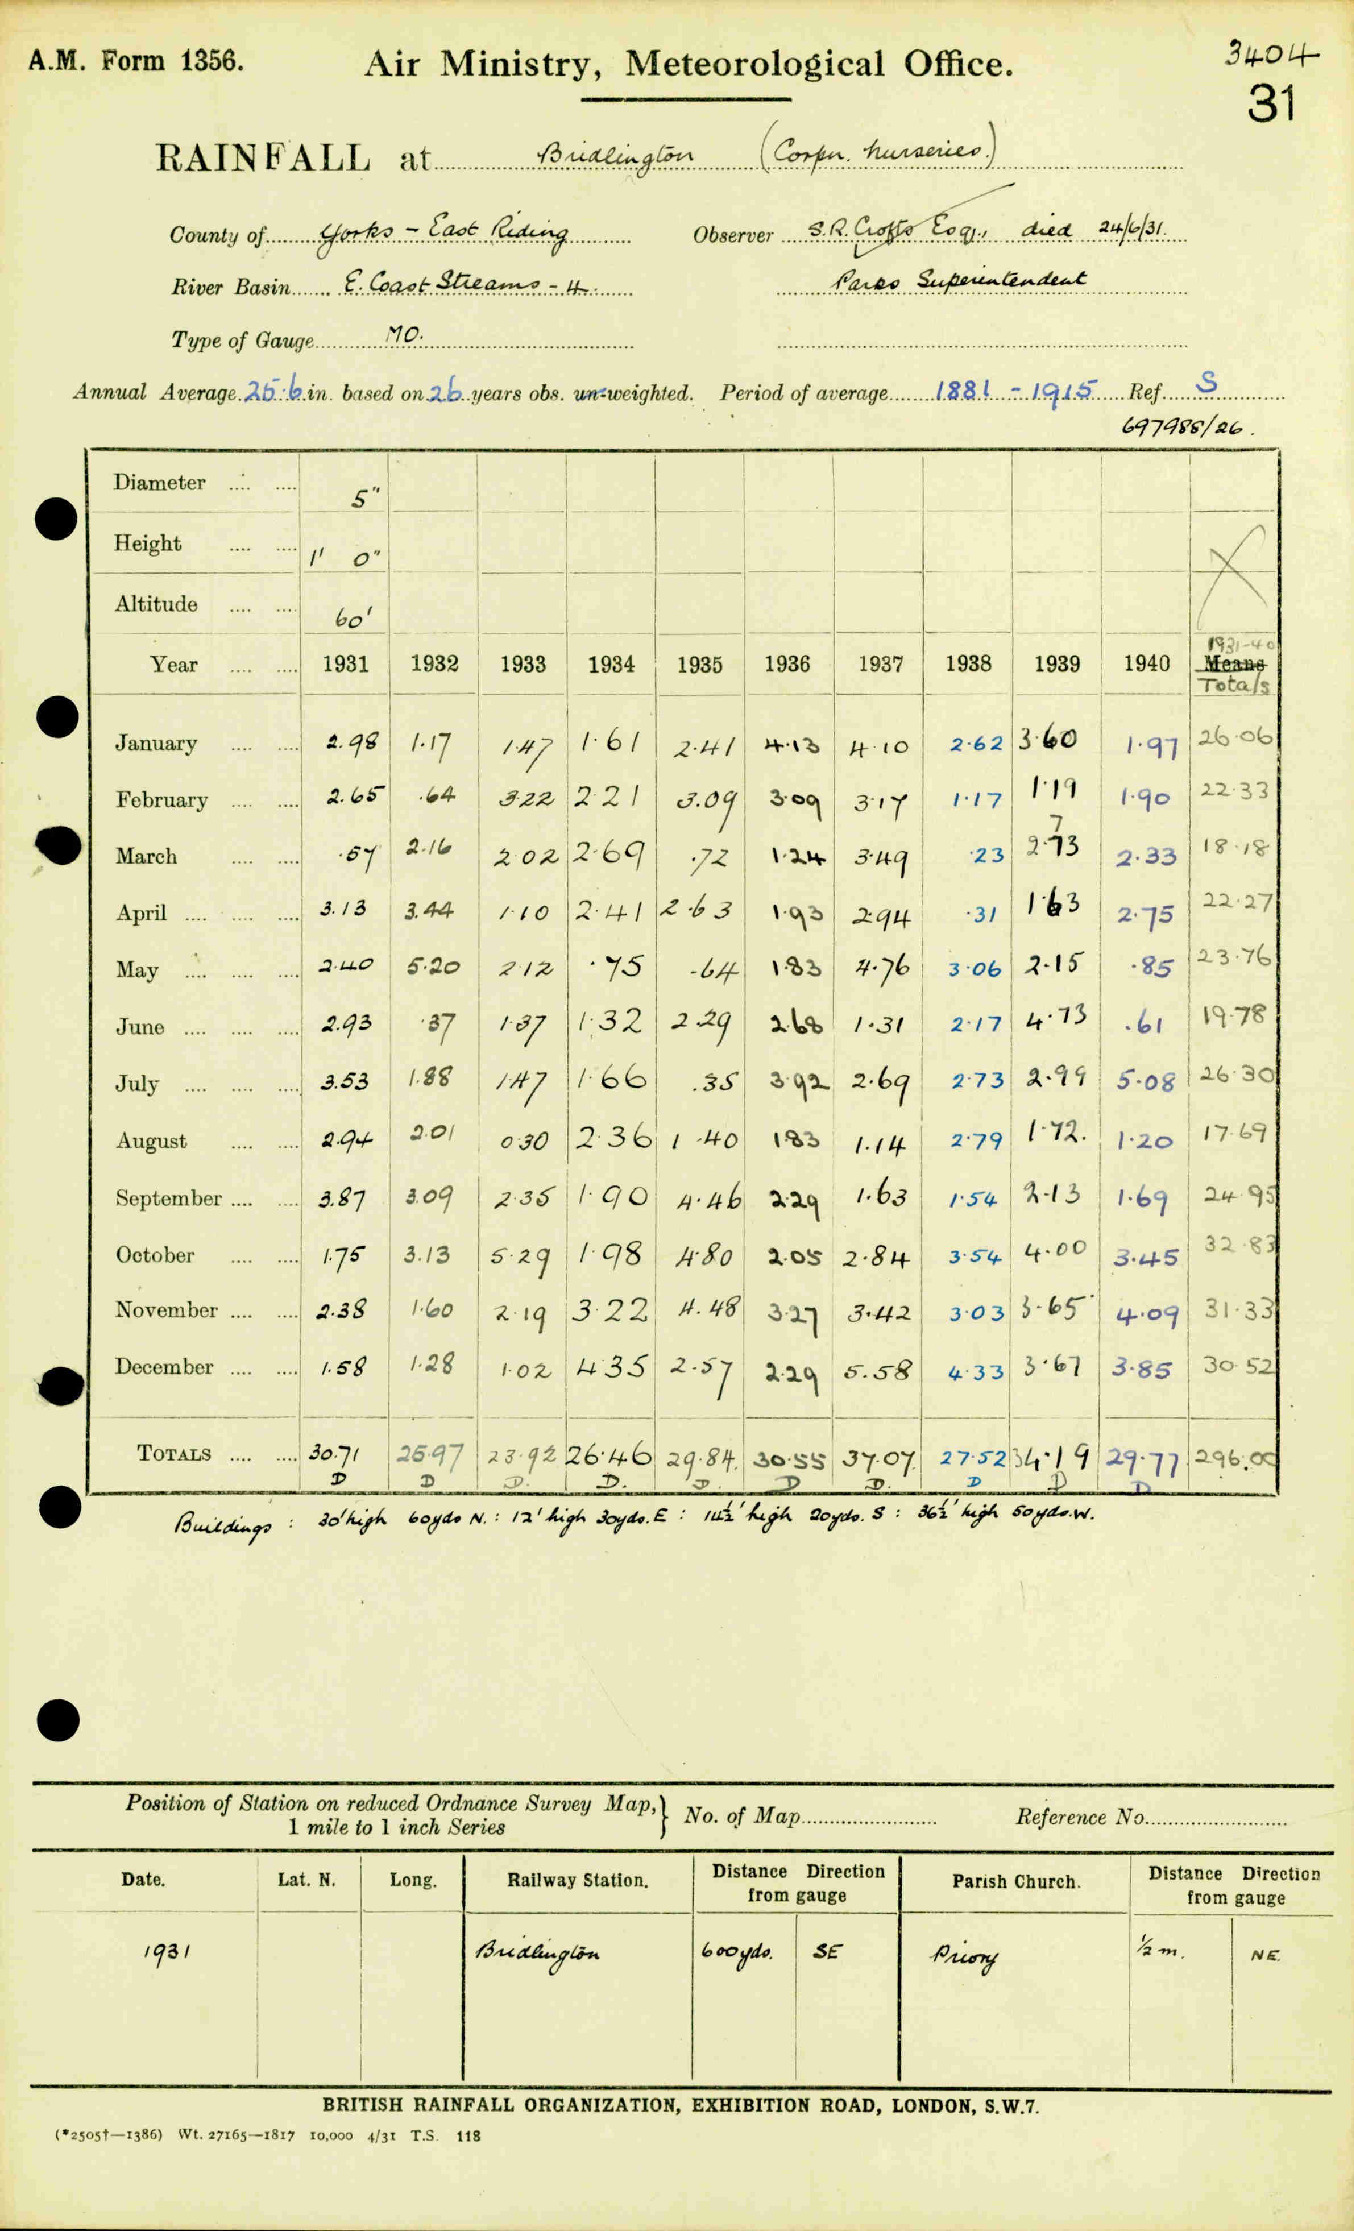 A.M. Form 1356.
Air Ministry, Meteorological Office.
3404
31
RAINFALL at Bridlington (Corpn. Nurseries.)
County of Yorks - East Riding Observer S.R. Crofts Esq., died 24/6/31.
River Basin E. Coast Streams - 4. Parks Superintendent
Type of Gauge MO.
Annual Average 25.6 in. based on 26 years obs. un-weighted. Period of average 1881 - 1915 Ref. S
697988/26.
Diameter .... .... 5"
Height .... .... 1' 0"
Altitude .... .... 60'
1931-40
Year .... .... 1931 1932 1933 1934 1935 1936 1937 1938 1939 1940 Means
Totals
January .... .... 2.98 1.17 1.47 1.61 2.41 4.13 4.10 2.62 3.60 1.97 26.06
February .... .... 2.65 .64 3.22 2.21 3.09 3.09 3.17 1.17 1.19 1.90 22.33
7
March .... .... .57 2.16 2.02 2.69 .72 1.24 3.49 .23 2.73 2.33 18.18
April .... .... .... 3.13 3.44 1.10 2.41 2.63 1.93 2.94 .31 1.63 2.75 22.27
May .... .... .... 2.40 5.20 2.12 .75 .64 1.83 4.76 3.06 2.15 .85 23.76
June .... .... .... 2.93 .37 1.37 1.32 2.29 2.68 1.31 2.17 4.73 .61 19.78
July .... .... .... 3.53 1.88 1.47 1.66 .35 3.92 2.69 2.73 2.99 5.08 26.30
August .... .... 2.94 2.01 0.30 2.36 1.40 1.83 1.14 2.79 1.72. 1.20 17.69
September .... .... 3.87 3.09 2.35 1.90 4.46 2.29 1.63 1.54 2.13 1.69 24.95
October .... .... 1.75 3.13 5.29 1.98 4.80 2.05 2.84 3.54 4.00 3.45 32.83
November .... .... 2.38 1.60 2.19 3.22 4.48 3.27 3.42 3.03 3.65 4.09 31.33
December .... .... 1.58 1.28 1.02 4.35 2.57 2.29 5.58 4.33 3.67 3.85 30.52
TOTALS .... .... 30.71 25.97 23.92 26.46 29.84. 30.55 37.07. 27.52 34.19 29.77 296.00
D D D. D. D. D D. D D D
Buildings : 30' high 60yds N. : 12' high 30yds. E : 14½' high 20yds. S : 36½' high 50yds. W.
Position of Station on reduced Ordnance Survey Map,} No. of Map Reference No.
1 mile to 1 inch Series
Date. Lat. N. Long. Railway Station. Distance Direction from gauge Parish Church. Distance Direction from gauge
1931 Bridlington 600yds. SE Priory ½ m. NE.
BRITISH RAINFALL ORGANIZATION, EXHIBITION ROAD, LONDON, S.W.7.
(*2505†—1386) Wt. 27165—1817 10,000 4/31 T.S. 118